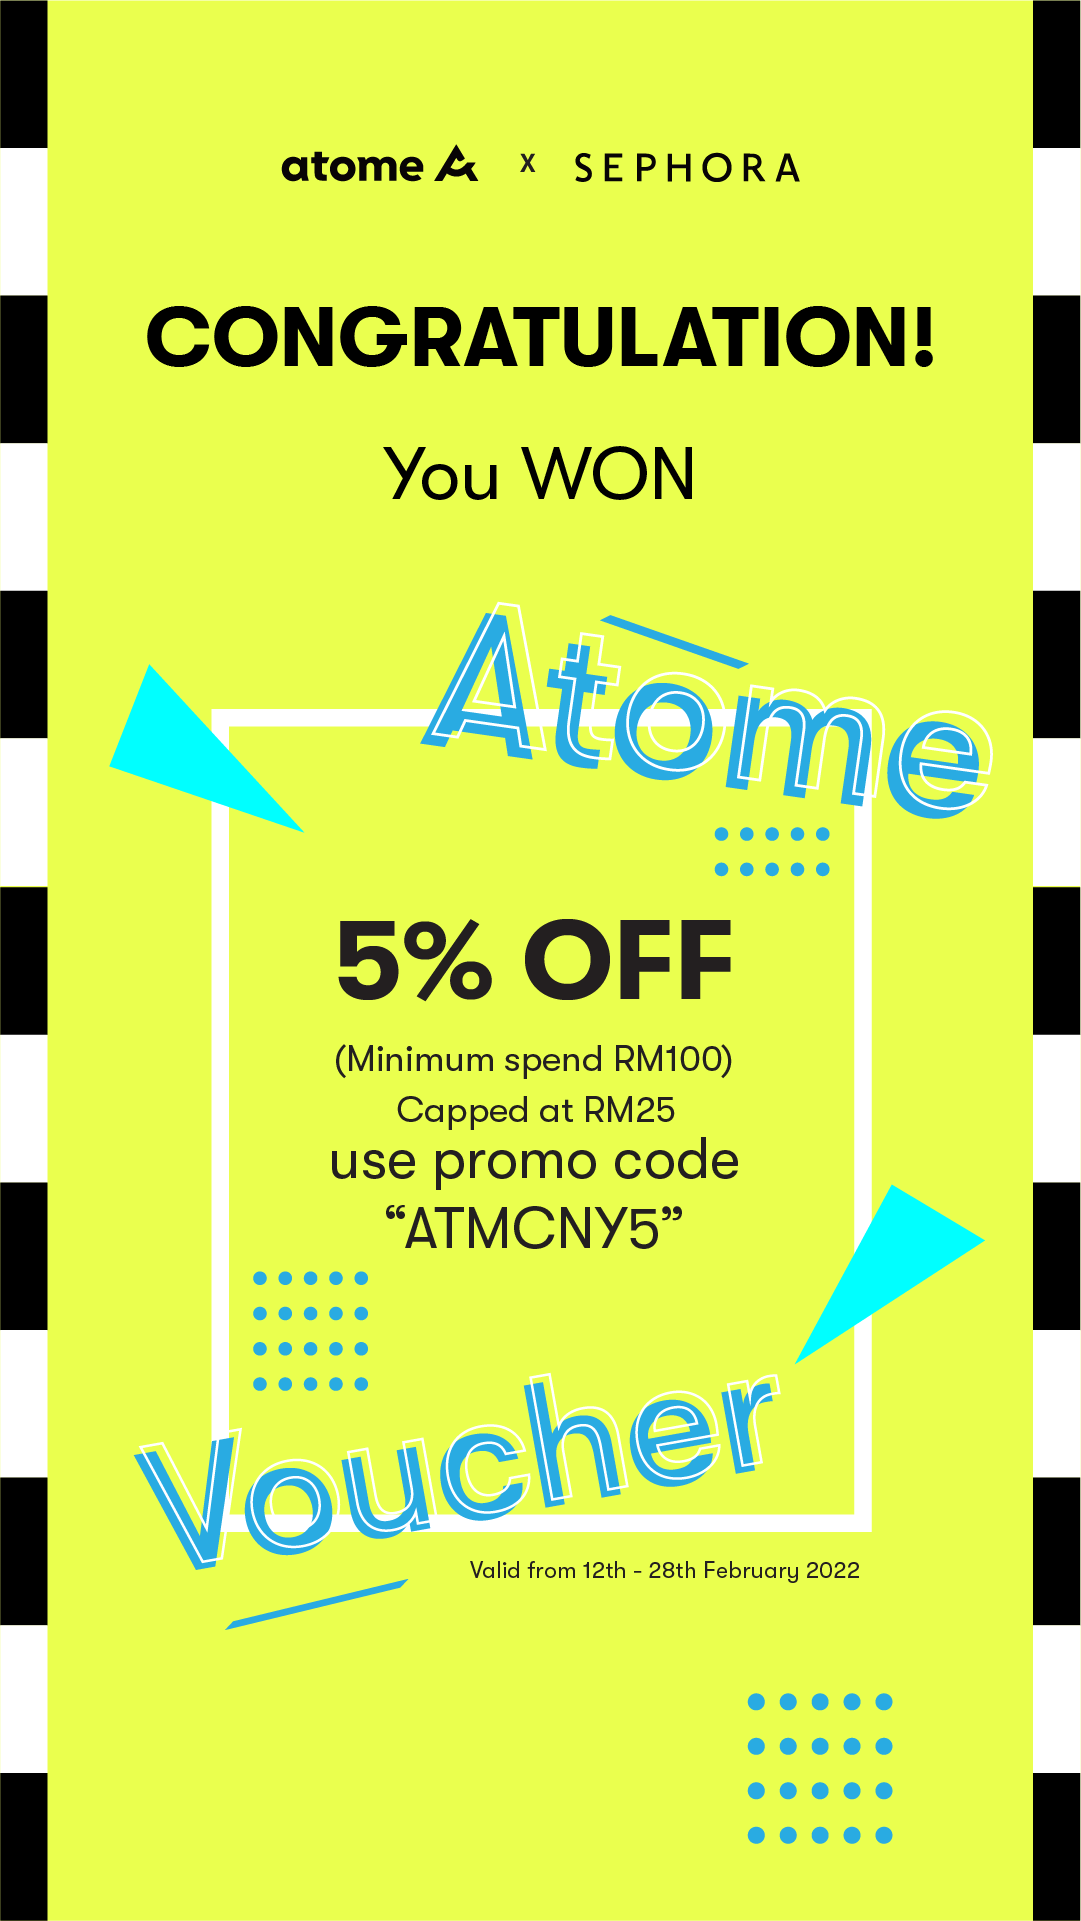 atome x SEPHORA
CONGRATULATION!
You WON
Atome
5% OFF
(Minimum spend RM100)
Capped at RM25
use promo code
“ATMCNY5”
Voucher
Valid from 12th - 28th February 2022